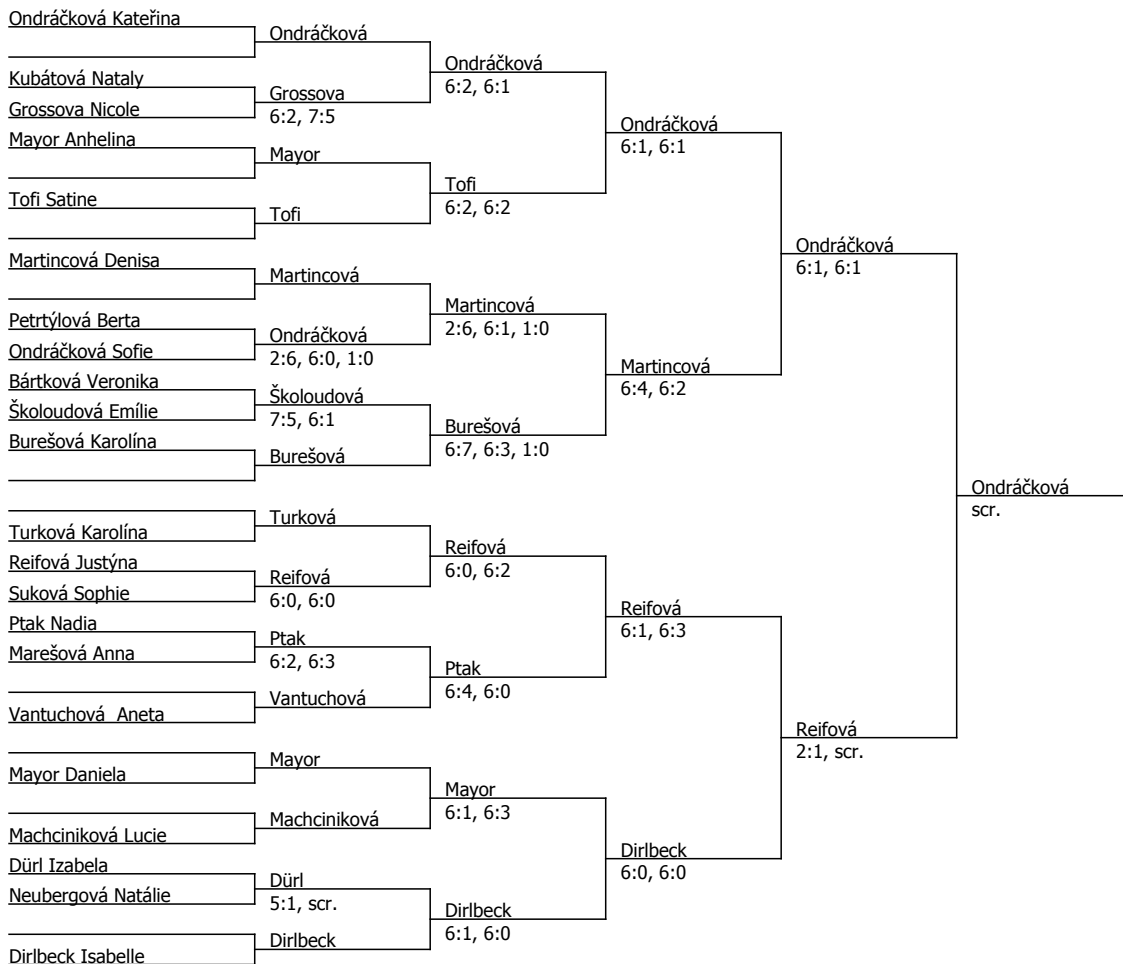 Ondráčková Kateřina
Kubátová Nataly
Grossova Nicole
Mayor Anhelina
Tofi Satine
Martincová Denisa
Petrtýlová Berta
Ondráčková Sofie
Bártková Veronika
Školoudová Emílie
Burešová Karolína
Turková Karolína
Reifová Justýna
Suková Sophie
Ptak Nadia
Marešová Anna
Vantuchová  Aneta
Mayor Daniela
Machciniková Lucie
Dürl Izabela
Neubergová Natálie
Dirlbeck Isabelle
Ondráčková
Grossova
6:2, 7:5
Mayor
Tofi
Martincová
Ondráčková
2:6, 6:0, 1:0
Školoudová
7:5, 6:1
Burešová
Turková
Reifová
6:0, 6:0
Ptak
6:2, 6:3
Vantuchová
Mayor
Machciniková
Dürl
5:1, scr.
Dirlbeck
Ondráčková
6:2, 6:1
Tofi
6:2, 6:2
Martincová
2:6, 6:1, 1:0
Burešová
6:7, 6:3, 1:0
Reifová
6:0, 6:2
Ptak
6:4, 6:0
Mayor
6:1, 6:3
Dirlbeck
6:1, 6:0
Ondráčková
6:1, 6:1
Martincová
6:4, 6:2
Reifová
6:1, 6:3
Dirlbeck
6:0, 6:0
Ondráčková
6:1, 6:1
Reifová
2:1, scr.
Ondráčková
scr.